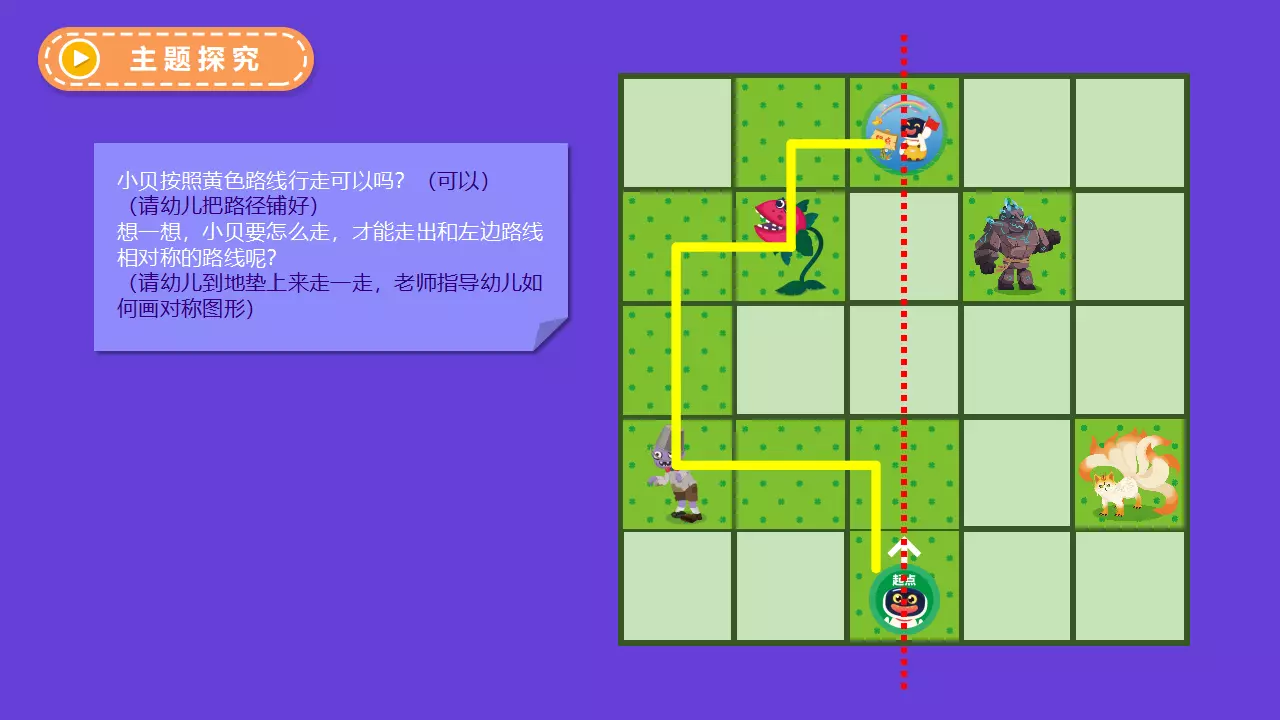 主题探究
小贝按照黄色路线行走可以吗？（可以）
（请幼儿把路径铺好）
想一想，小贝要怎么走，才能走出和左边路线
相对称的路线呢？
（请幼儿到地垫上来走一走，老师指导幼儿如
何画对称图形）
起点